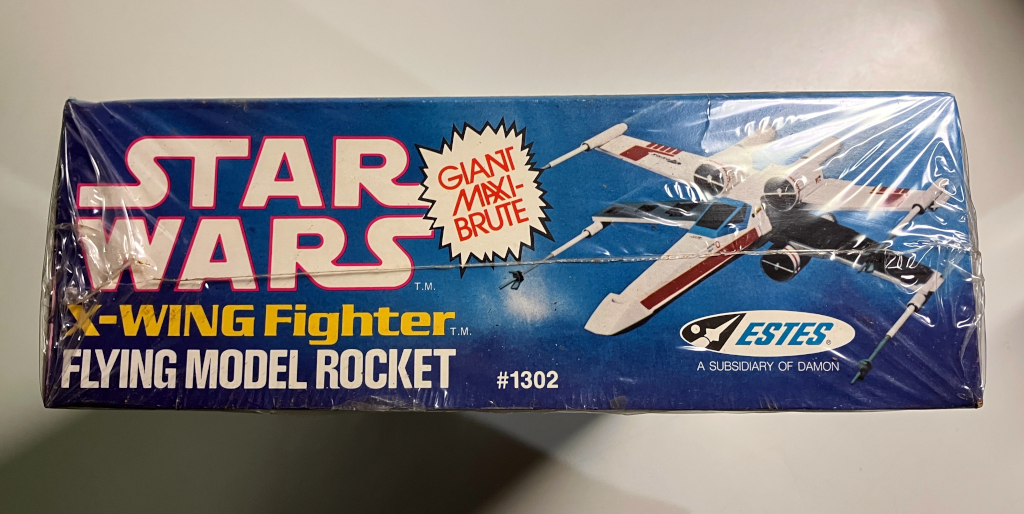 STAR
WARS T.M.
X-WING Fighter T.M.
FLYING MODEL ROCKET
#1302
GIANT
MAXI-
BRUTE
ESTES®
A SUBSIDIARY OF DAMON